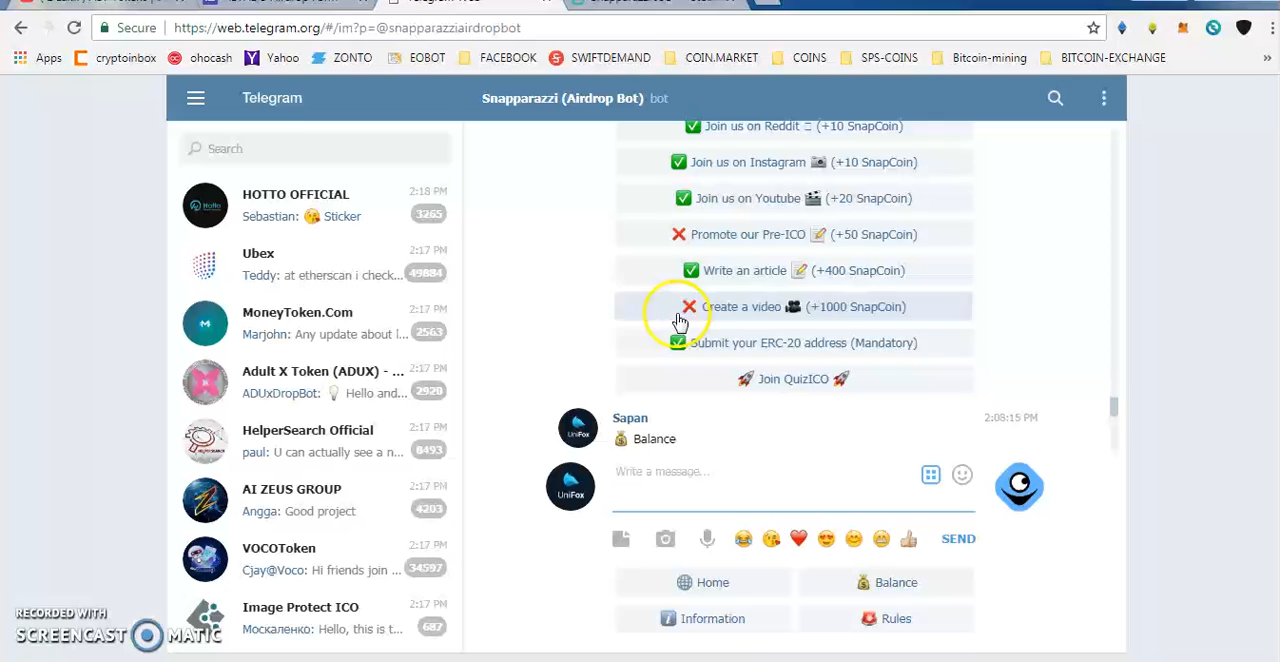 Secure
https://web.telegram.org/#/im?p=@snapparazziairdropbot
Apps
cryptoinbox
ohocash
Yahoo
ZONTO
EOBOT
FACEBOOK
SWIFTDEMAND
COIN.MARKET
COINS
SPS-COINS
Bitcoin-mining
BITCOIN-EXCHANGE
»
Telegram
Snapparazzi (Airdrop Bot) bot
Search
HOTTO OFFICIAL 2:18 PM
Sebastian: 😘 Sticker 3265
Ubex 2:17 PM
Teddy: at etherscan i check... 49884
MoneyToken.Com 2:17 PM
Marjohn: Any update about l... 2563
Adult X Token (ADUX) - ... 2:17 PM
ADUxDropBot: 💡 Hello and... 2920
HelperSearch Official 2:17 PM
paul: U can actually see a n... 8493
AI ZEUS GROUP 2:17 PM
Angga: Good project 4203
VOCOToken 2:17 PM
Cjay@Voco: Hi friends join ... 34597
Image Protect ICO 2:17 PM
Москаленко: Hello, this is t... 687
✅ Join us on Reddit (+10 SnapCoin)
✅ Join us on Instagram 📷 (+10 SnapCoin)
✅ Join us on Youtube 🎬 (+20 SnapCoin)
❌ Promote our Pre-ICO 📝 (+50 SnapCoin)
✅ Write an article 📝 (+400 SnapCoin)
❌ Create a video 🎥 (+1000 SnapCoin)
✅ Submit your ERC-20 address (Mandatory)
🚀 Join QuizICO 🚀
UniFox
Sapan 2:08:15 PM
💰 Balance
UniFox
Write a message...
SEND
🌐 Home
💰 Balance
ℹ️ Information
🚨 Rules
RECORDED WITH
SCREENCAST MATIC